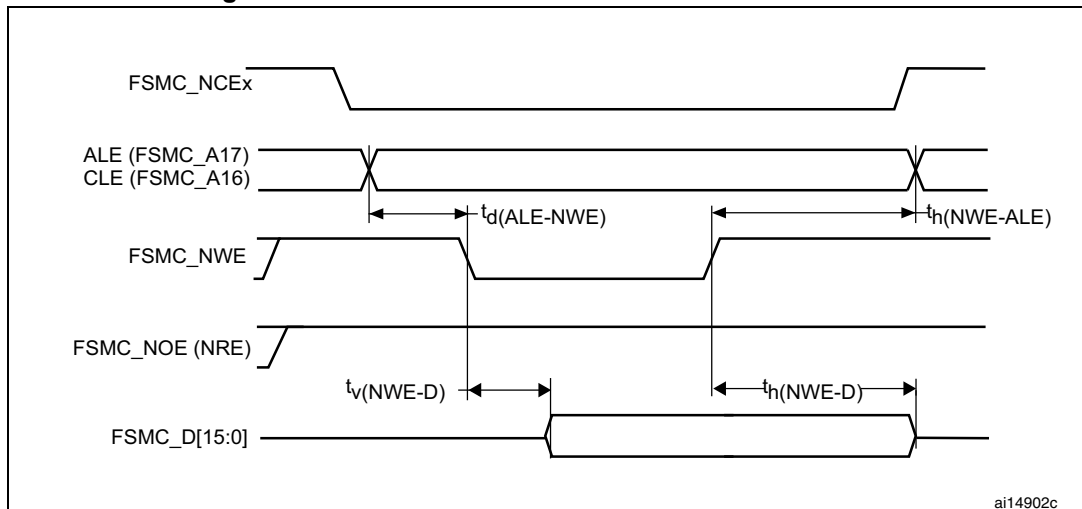 FSMC_NCEx
ALE (FSMC_A17)
CLE (FSMC_A16)
td(ALE-NWE)
th(NWE-ALE)
FSMC_NWE
FSMC_NOE (NRE)
tv(NWE-D)
th(NWE-D)
FSMC_D[15:0]
ai14902c